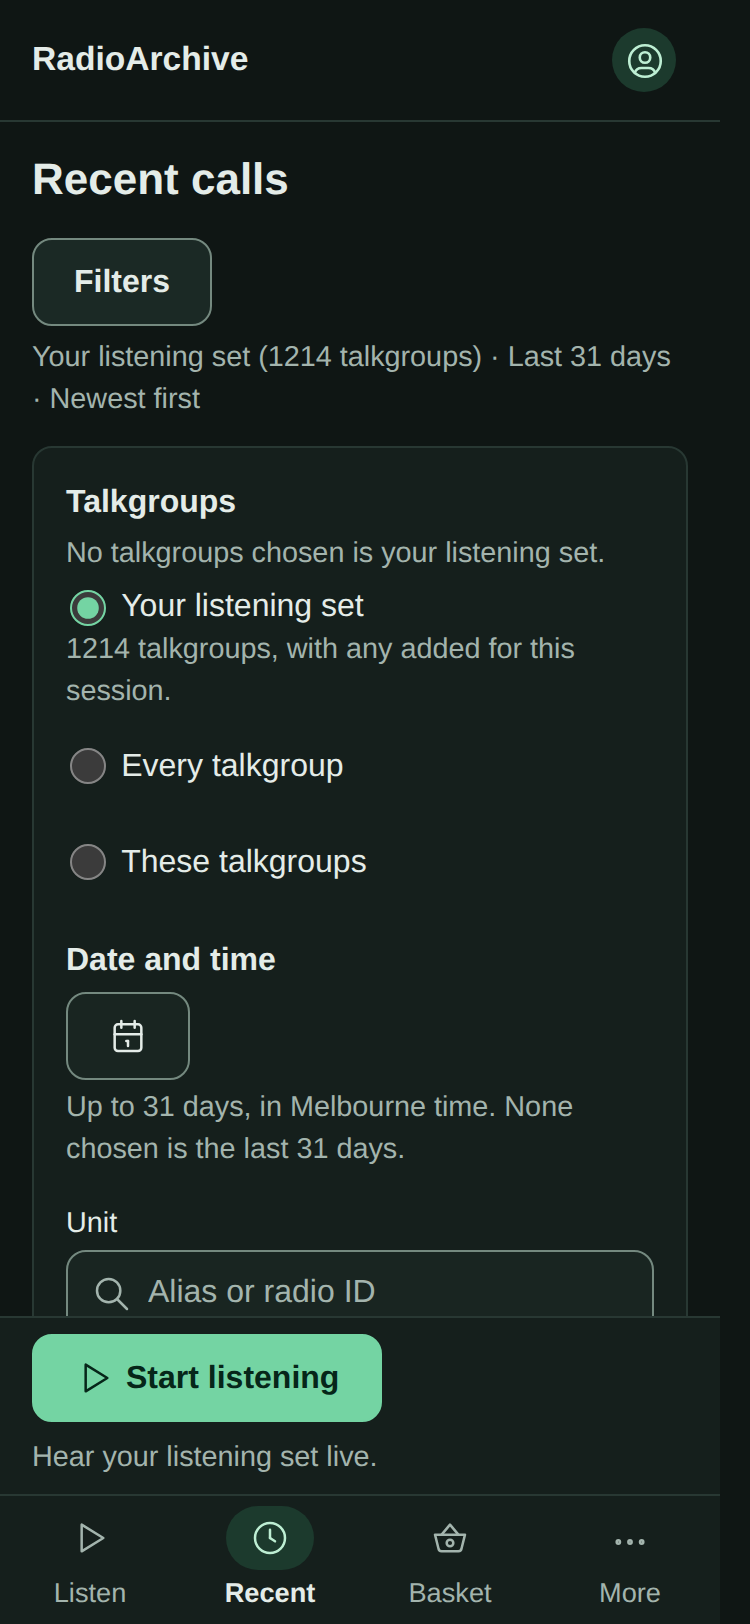 RadioArchive
Recent calls
Filters
Your listening set (1214 talkgroups) · Last 31 days
· Newest first
Talkgroups
No talkgroups chosen is your listening set.
Your listening set
1214 talkgroups, with any added for this
session.
Every talkgroup
These talkgroups
Date and time
Up to 31 days, in Melbourne time. None
chosen is the last 31 days.
Unit
Alias or radio ID
Start listening
Hear your listening set live.
Listen
Recent
Basket
More